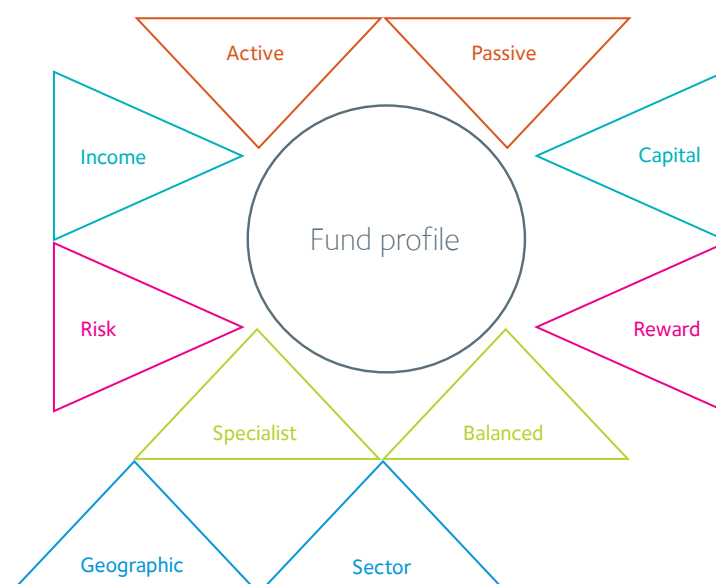 Active
Passive
Income
Capital
Fund profile
Risk
Reward
Specialist
Balanced
Geographic
Sector